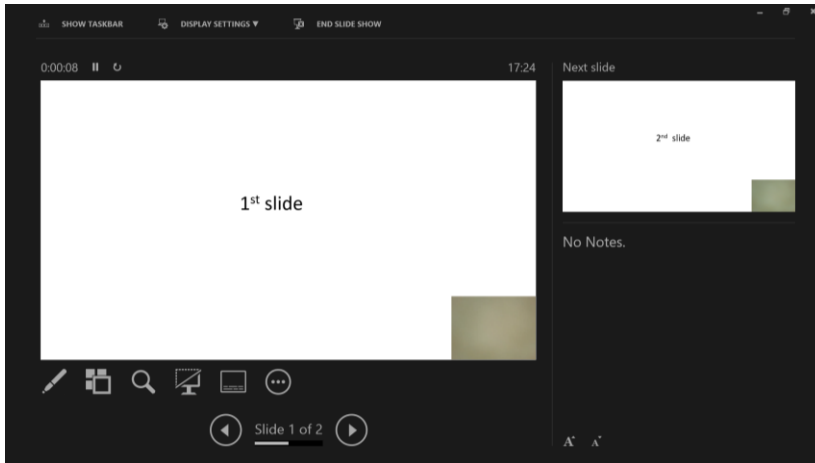 SHOW TASKBAR
DISPLAY SETTINGS ▼
END SLIDE SHOW
0:00:08
17:24
Next slide
1st slide
2nd slide
No Notes.
Slide 1 of 2
A A